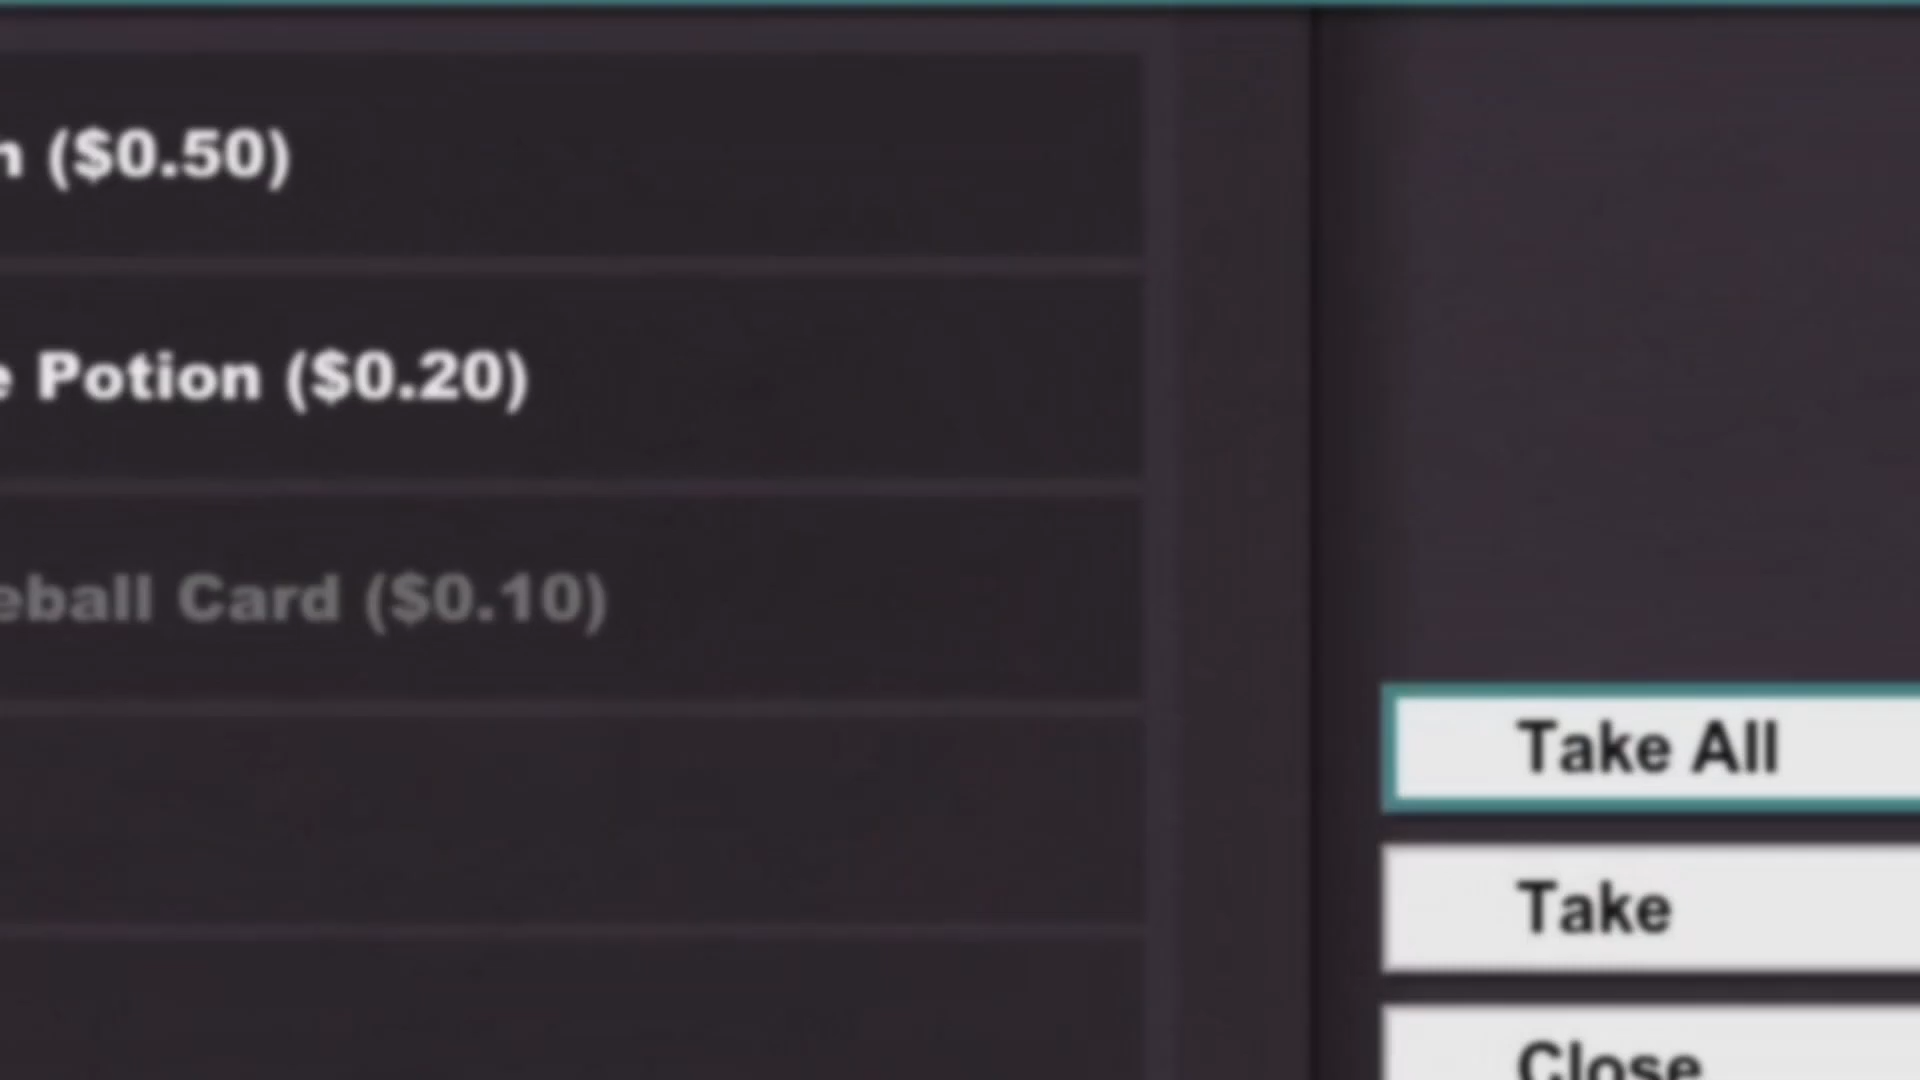 n ($0.50)
e Potion ($0.20)
eball Card ($0.10)
Take All
Take
Close